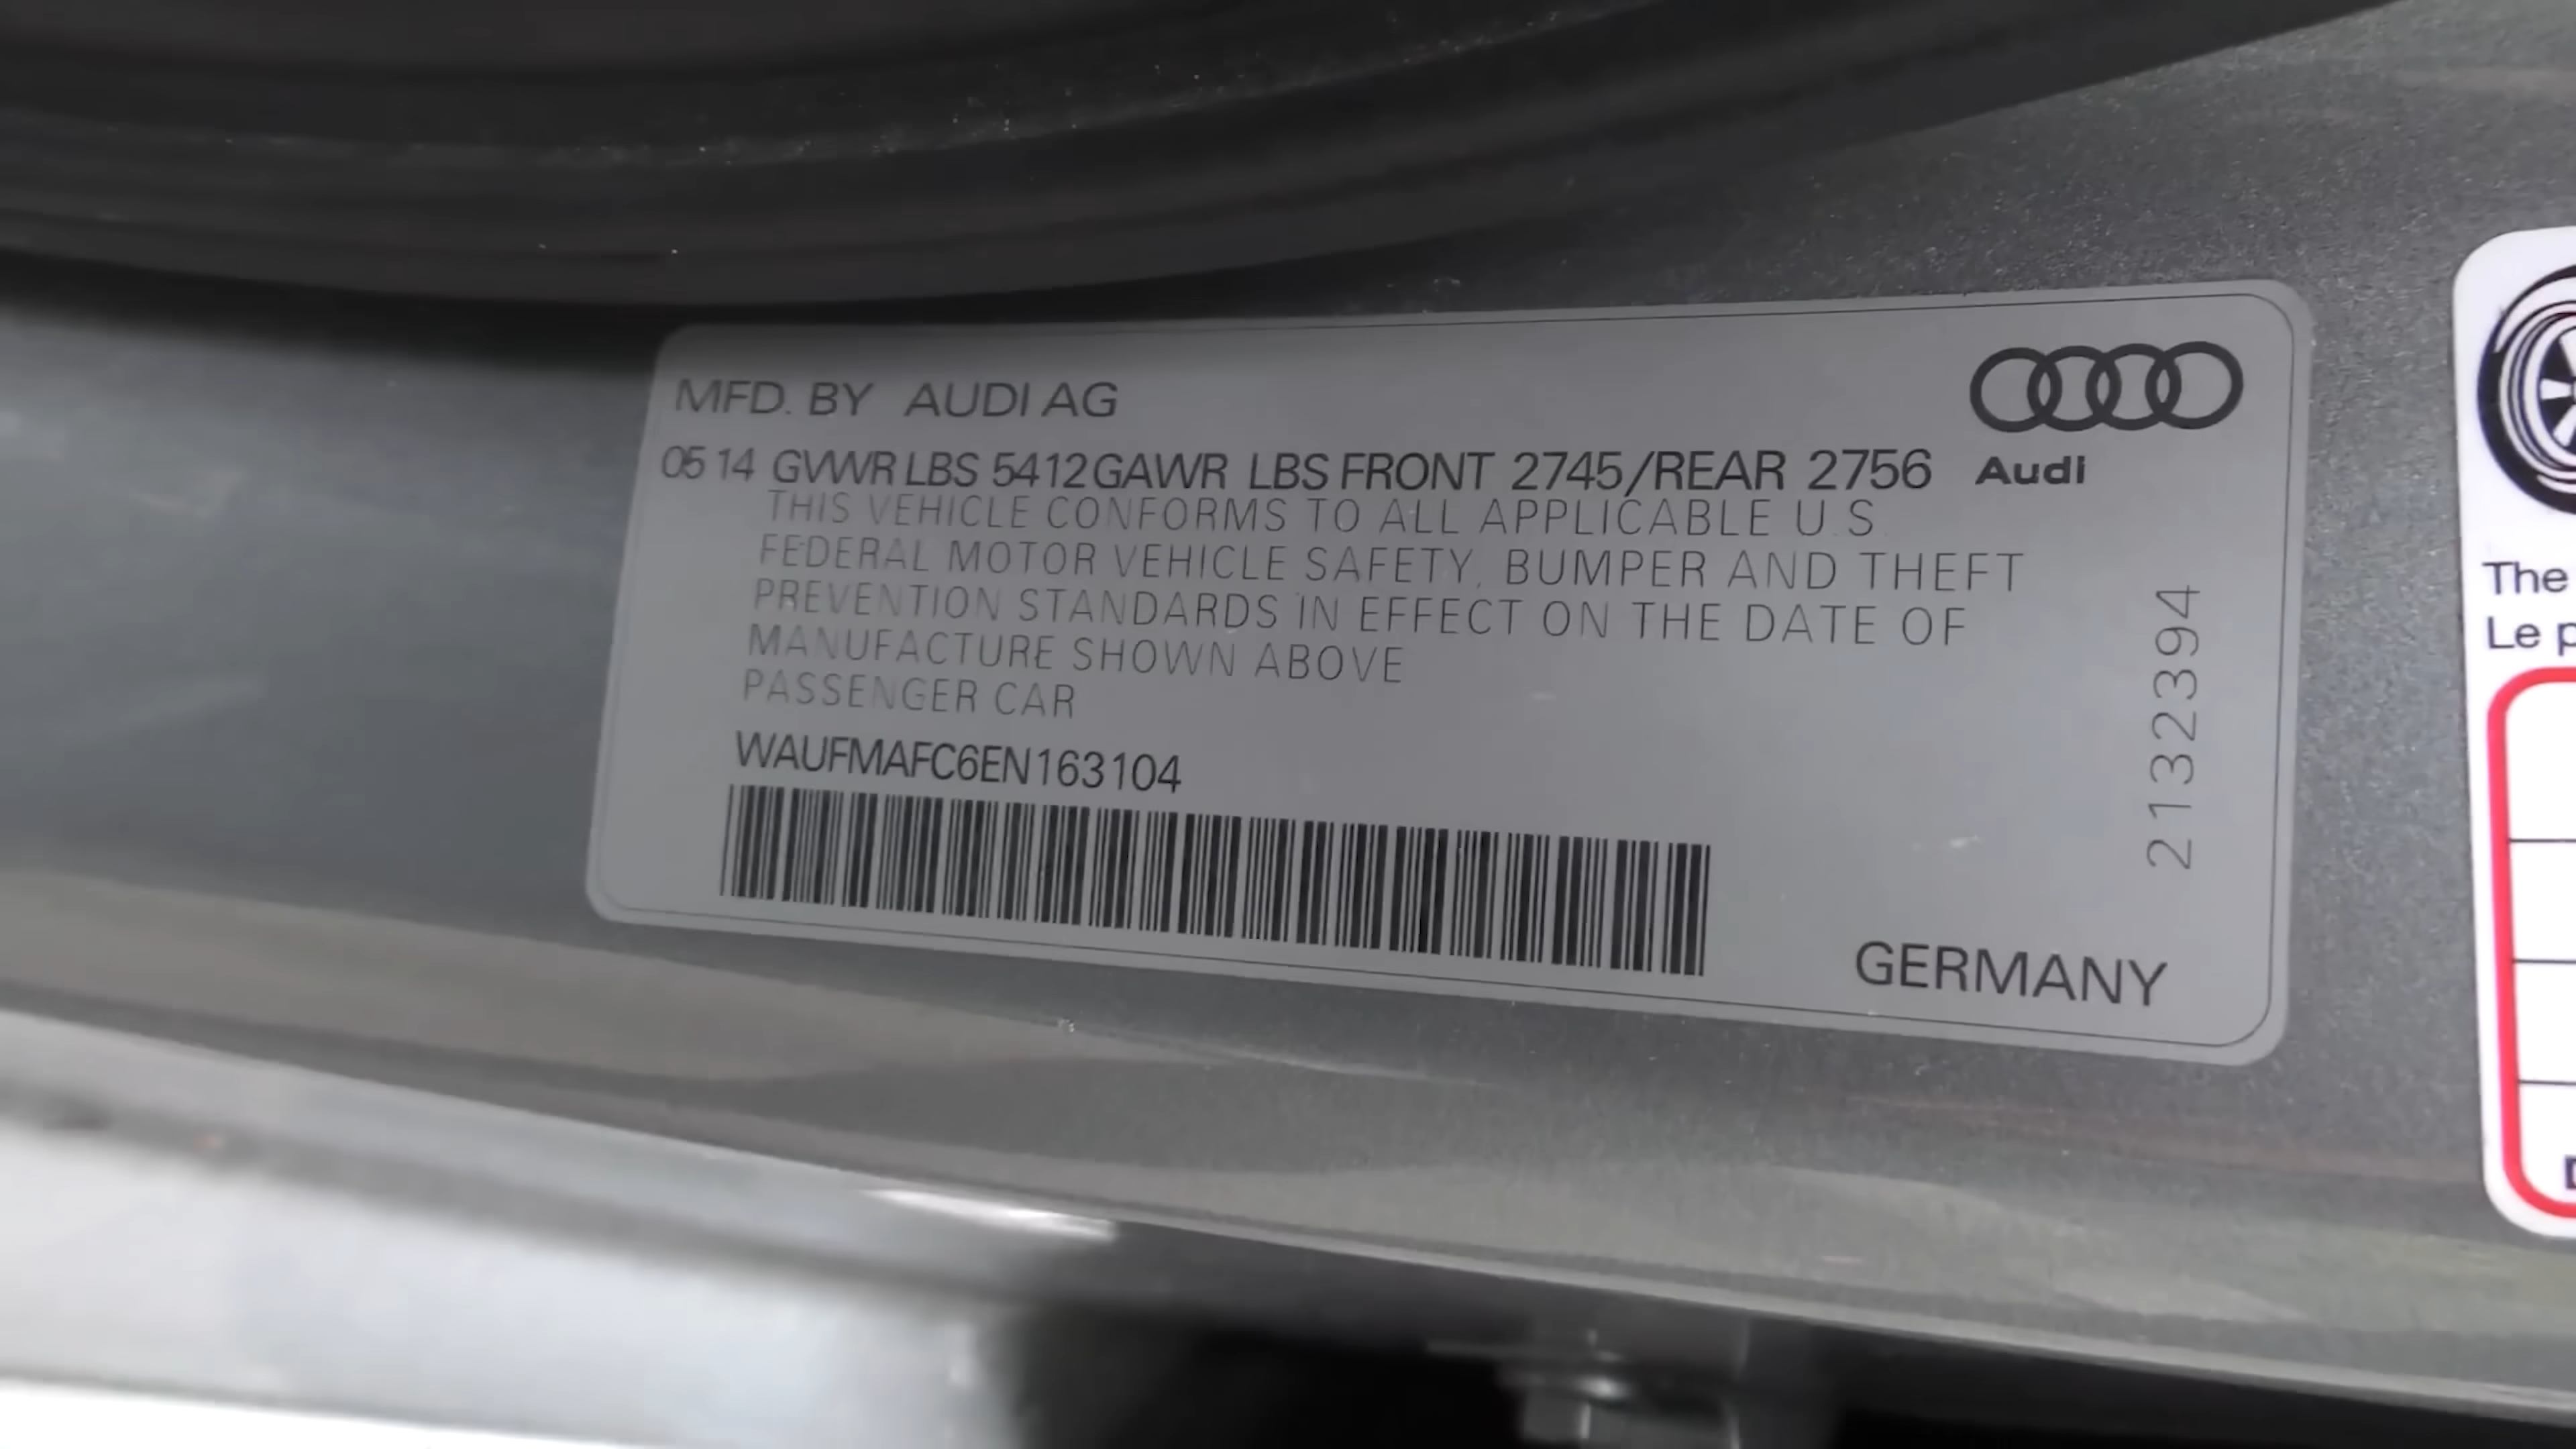 MFD. BY AUDI AG
05 14 GVWR LBS 5412 GAWR LBS FRONT 2745/REAR 2756
Audi
THIS VEHICLE CONFORMS TO ALL APPLICABLE U.S
FEDERAL MOTOR VEHICLE SAFETY, BUMPER AND THEFT
PREVENTION STANDARDS IN EFFECT ON THE DATE OF
MANUFACTURE SHOWN ABOVE
PASSENGER CAR
WAUFMAFC6EN163104
2132394
GERMANY
The
Le